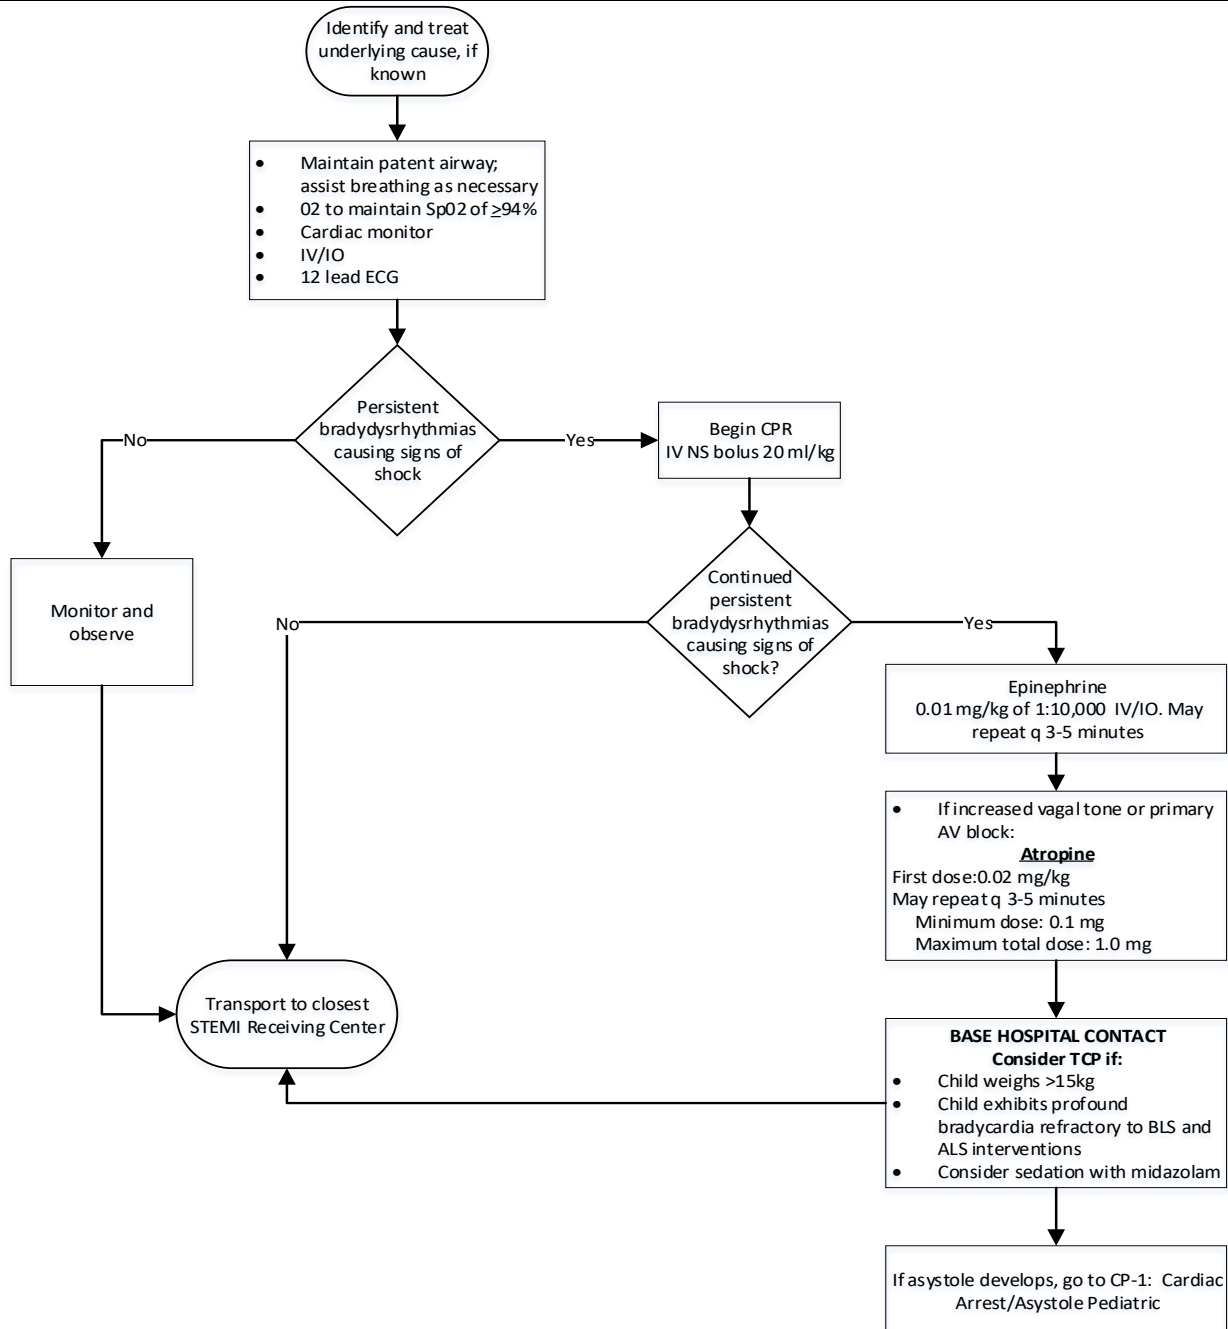 Identify and treat
underlying cause, if
known
• Maintain patent airway;
assist breathing as necessary
• 02 to maintain Sp02 of ≥94%
• Cardiac monitor
• IV/IO
• 12 lead ECG
Persistent
bradydysrhythmias
causing signs of
shock
No
Yes
Begin CPR
IV NS bolus 20 ml/kg
Monitor and
observe
Continued
persistent
bradydysrhythmias
causing signs of
shock?
No
Yes
Epinephrine
0.01 mg/kg of 1:10,000 IV/IO. May
repeat q 3-5 minutes
• If increased vagal tone or primary
AV block:
Atropine
First dose:0.02 mg/kg
May repeat q 3-5 minutes
Minimum dose: 0.1 mg
Maximum total dose: 1.0 mg
Transport to closest
STEMI Receiving Center
BASE HOSPITAL CONTACT
Consider TCP if:
• Child weighs >15kg
• Child exhibits profound
bradycardia refractory to BLS and
ALS interventions
• Consider sedation with midazolam
If asystole develops, go to CP-1: Cardiac
Arrest/Asystole Pediatric